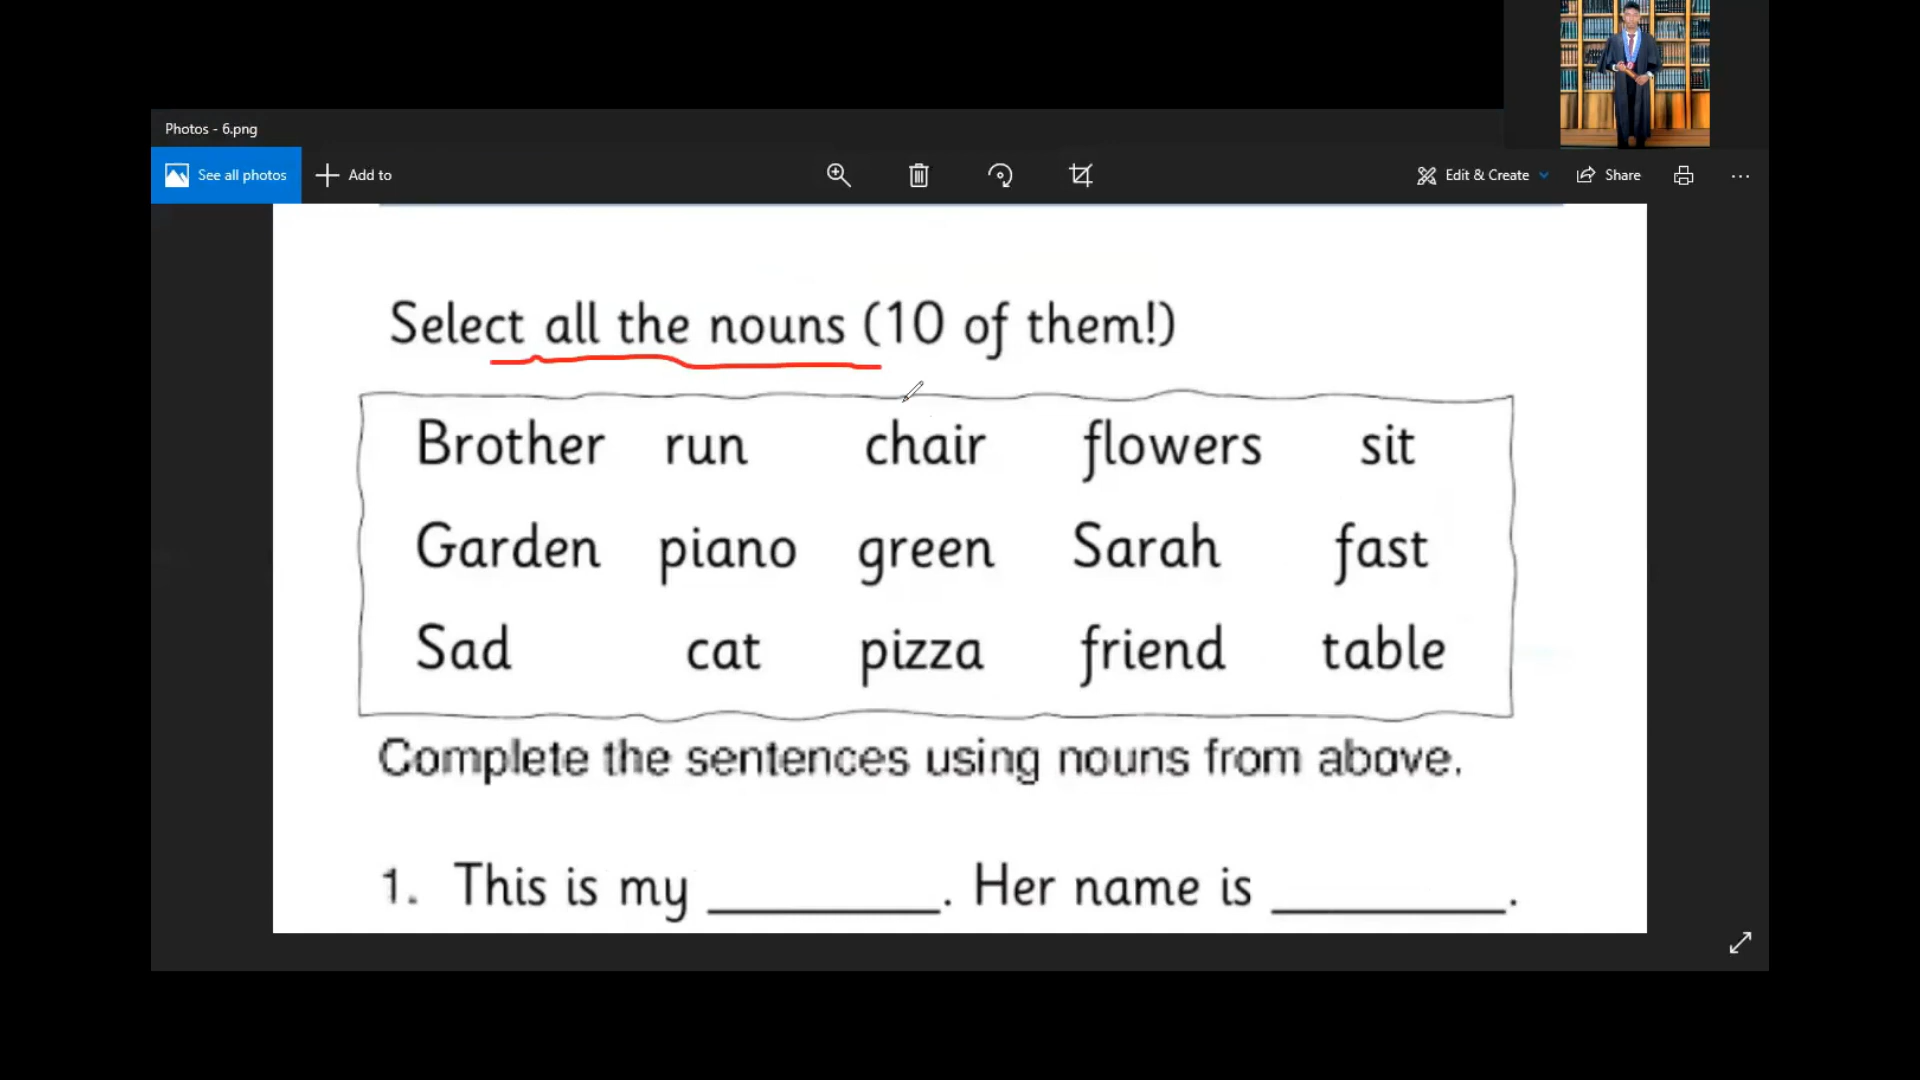 Photos - 6.png
See all photos Add to Edit & Create Share
Select all the nouns (10 of them!)
Brother run chair flowers sit
Garden piano green Sarah fast
Sad cat pizza friend table
Complete the sentences using nouns from above.
1. This is my ________. Her name is ________.